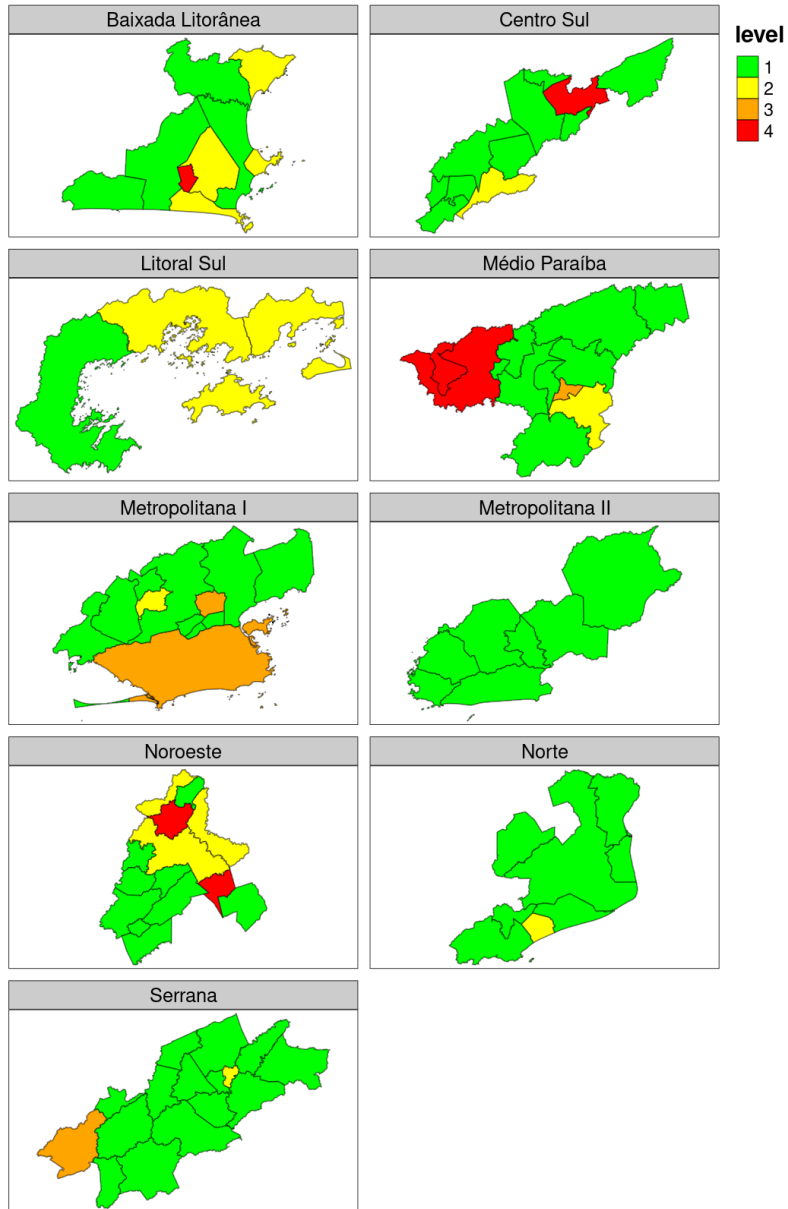 Baixada Litorânea
Centro Sul
level
1
2
3
4
Litoral Sul
Médio Paraíba
Metropolitana I
Metropolitana II
Noroeste
Norte
Serrana